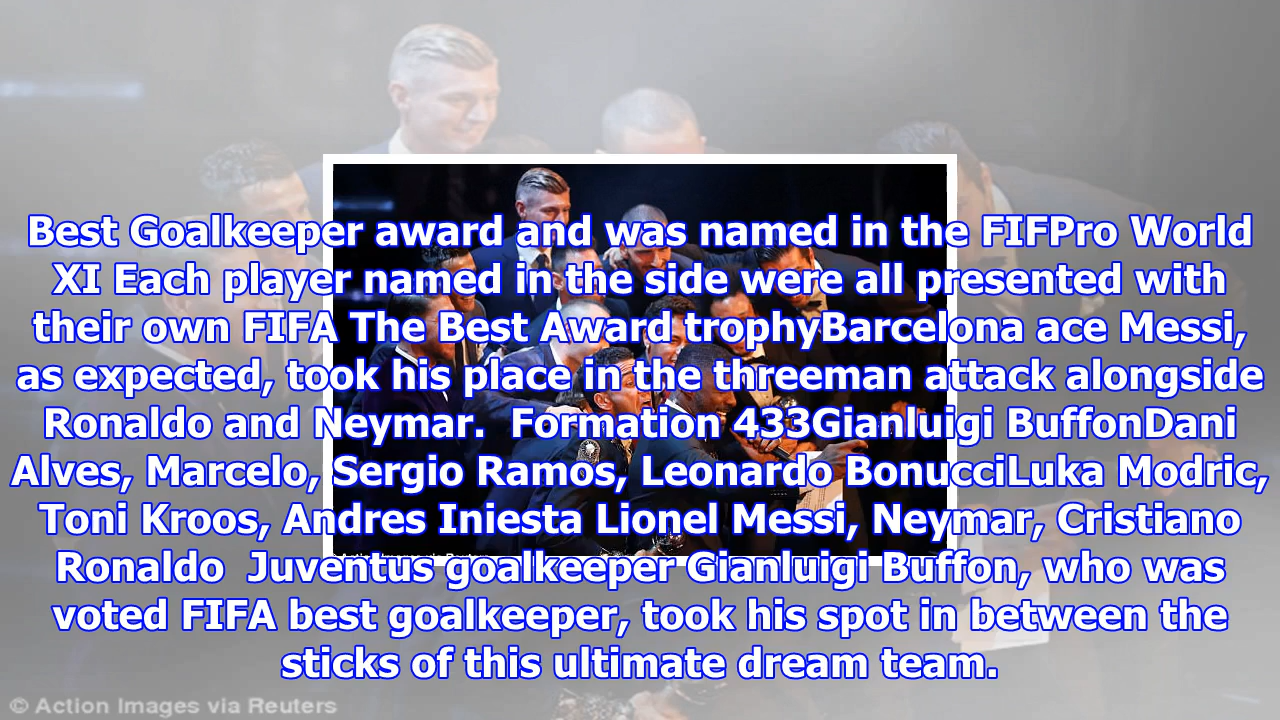 Best Goalkeeper award and was named in the FIFPro World
XI Each player named in the side were all presented with
their own FIFA The Best Award trophyBarcelona ace Messi,
as expected, took his place in the threeman attack alongside
Ronaldo and Neymar.  Formation 433Gianluigi BuffonDani
Alves, Marcelo, Sergio Ramos, Leonardo BonucciLuka Modric,
Toni Kroos, Andres Iniesta Lionel Messi, Neymar, Cristiano
Ronaldo  Juventus goalkeeper Gianluigi Buffon, who was
voted FIFA best goalkeeper, took his spot in between the
sticks of this ultimate dream team.
© Action Images via Reuters